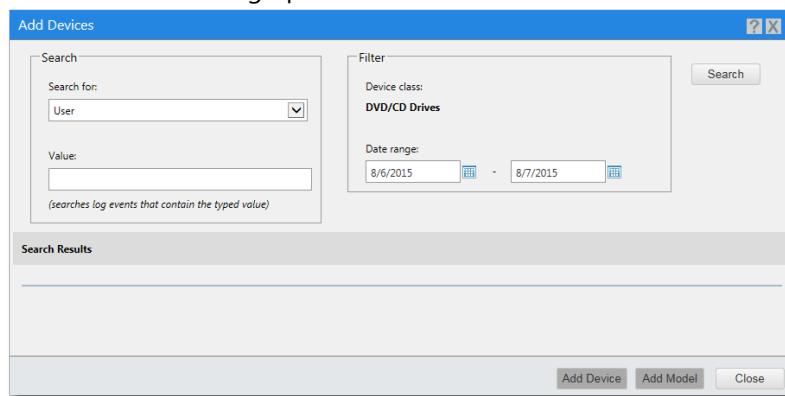 Add Devices
? X
Search
Search for:
User
Value:
(searches log events that contain the typed value)
Filter
Device class:
DVD/CD Drives
Date range:
8/6/2015 - 8/7/2015
Search
Search Results
Add Device Add Model Close